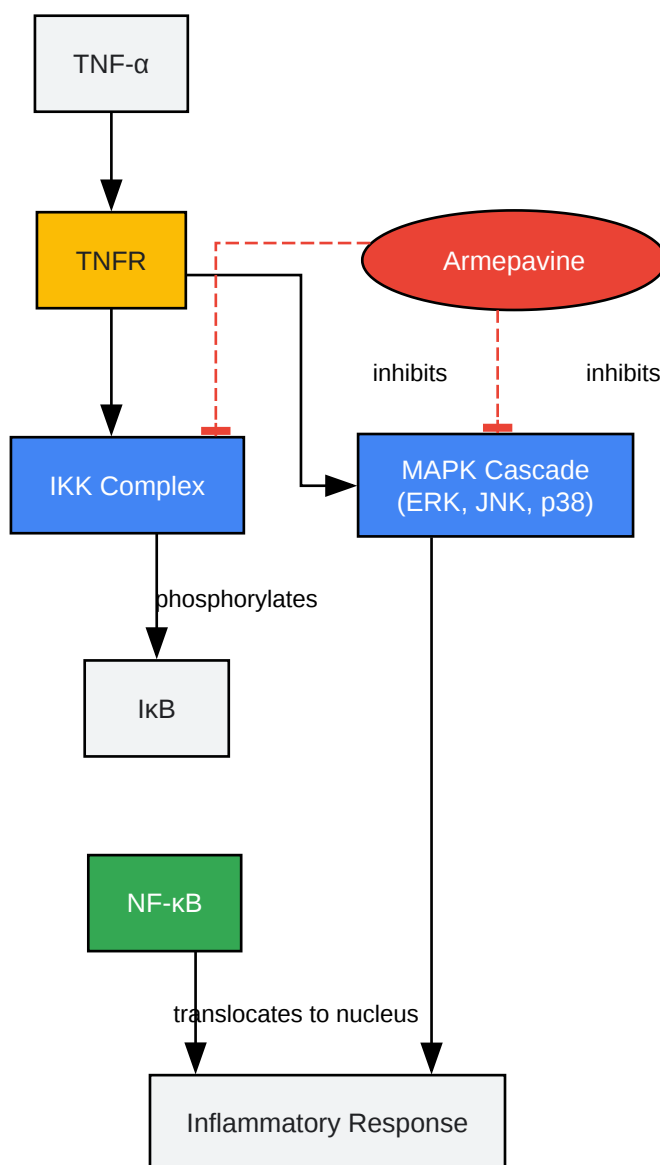 TNF-α
TNFR
Armepavine
inhibits
inhibits
IKK Complex
MAPK Cascade
(ERK, JNK, p38)
phosphorylates
IκB
NF-κB
translocates to nucleus
Inflammatory Response